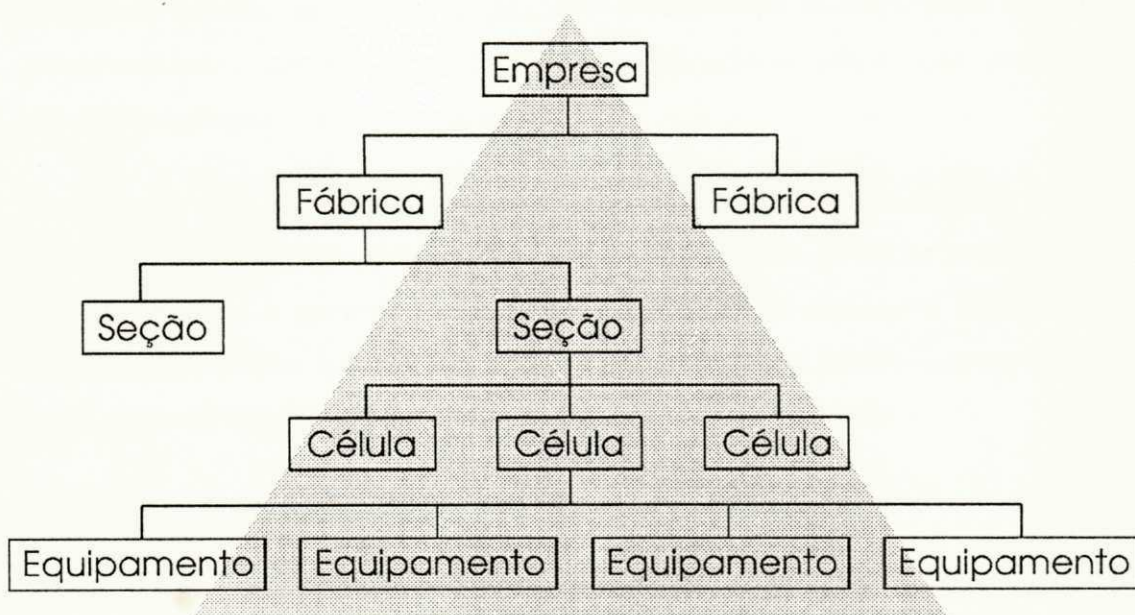 Empresa
Fábrica Fábrica
Seção Seção
Célula Célula Célula
Equipamento Equipamento Equipamento Equipamento